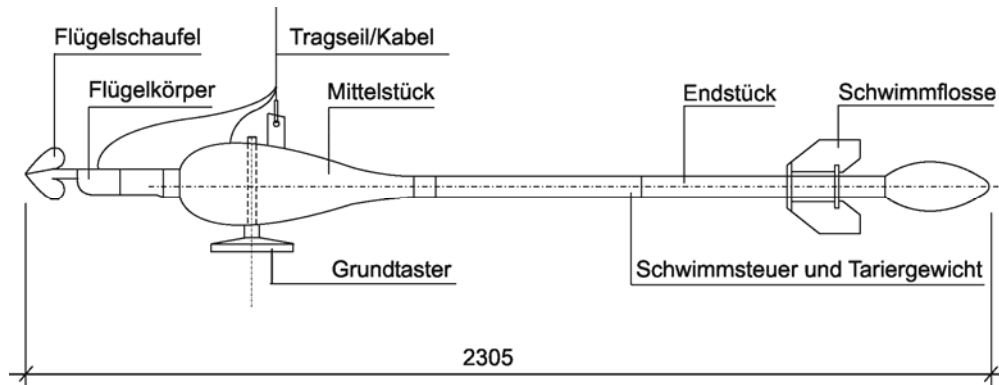 Flügelschaufel
Tragseil/Kabel
Flügelkörper
Mittelstück
Endstück
Schwimmflosse
Grundtaster
Schwimmsteuer und Tariergewicht
2305